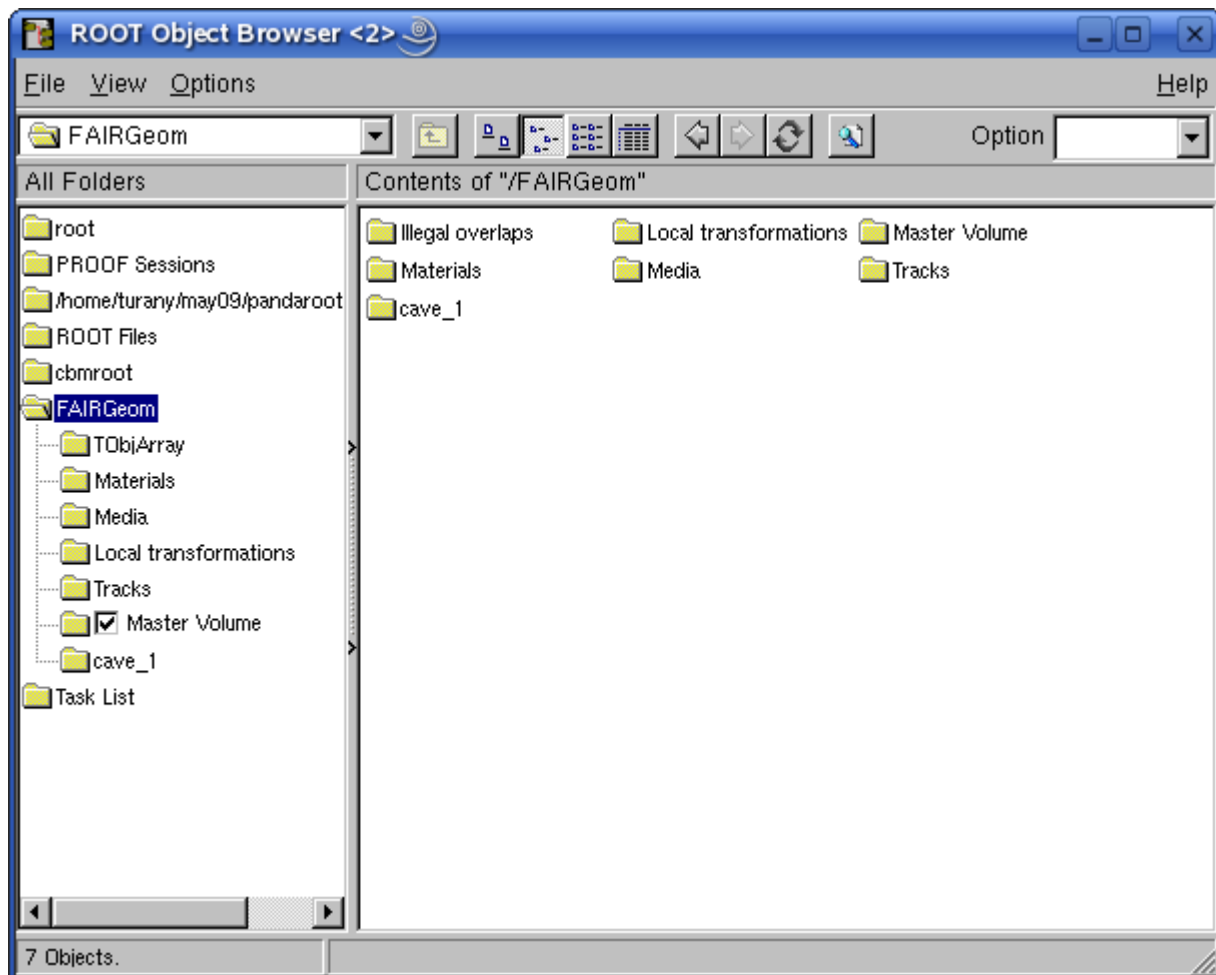 ROOT Object Browser <2>
File View Options Help
FAIRGeom Option
All Folders
Contents of "/FAIRGeom"
root
PROOF Sessions
/home/turany/may09/pandaroot
ROOT Files
cbmroot
FAIRGeom
TObjArray
Materials
Media
Local transformations
Tracks
Master Volume
cave_1
Task List
Illegal overlaps Local transformations Master Volume
Materials Media Tracks
cave_1
7 Objects.